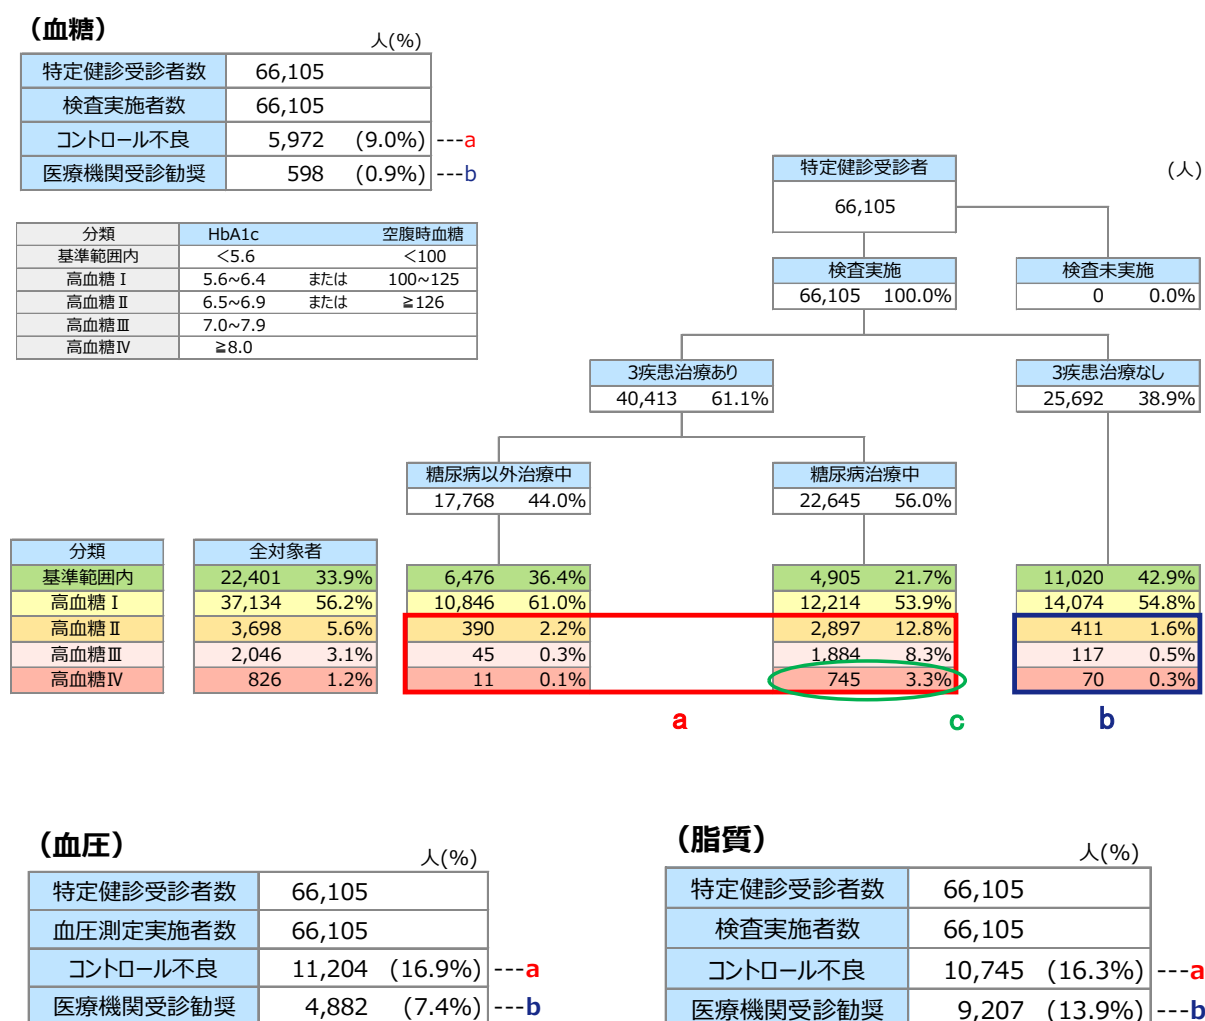 （血糖）
人(%)
特定健診受診者数 66,105
検査実施者数 66,105
コントロール不良 5,972 (9.0%) ---a
医療機関受診勧奨 598 (0.9%) ---b
分類 HbA1c 空腹時血糖
基準範囲内 <5.6 <100
高血糖Ⅰ 5.6~6.4 または 100~125
高血糖Ⅱ 6.5~6.9 または ≧126
高血糖Ⅲ 7.0~7.9
高血糖Ⅳ ≧8.0
特定健診受診者 (人)
66,105
検査実施 検査未実施
66,105 100.0% 0 0.0%
3疾患治療あり 3疾患治療なし
40,413 61.1% 25,692 38.9%
糖尿病以外治療中 糖尿病治療中
17,768 44.0% 22,645 56.0%
分類 全対象者
基準範囲内 22,401 33.9% 6,476 36.4% 4,905 21.7% 11,020 42.9%
高血糖Ⅰ 37,134 56.2% 10,846 61.0% 12,214 53.9% 14,074 54.8%
高血糖Ⅱ 3,698 5.6% 390 2.2% 2,897 12.8% 411 1.6%
高血糖Ⅲ 2,046 3.1% 45 0.3% 1,884 8.3% 117 0.5%
高血糖Ⅳ 826 1.2% 11 0.1% 745 3.3% 70 0.3%
a c b
（血圧）
人(%)
特定健診受診者数 66,105
血圧測定実施者数 66,105
コントロール不良 11,204 (16.9%) ---a
医療機関受診勧奨 4,882 (7.4%) ---b
（脂質）
人(%)
特定健診受診者数 66,105
検査実施者数 66,105
コントロール不良 10,745 (16.3%) ---a
医療機関受診勧奨 9,207 (13.9%) ---b